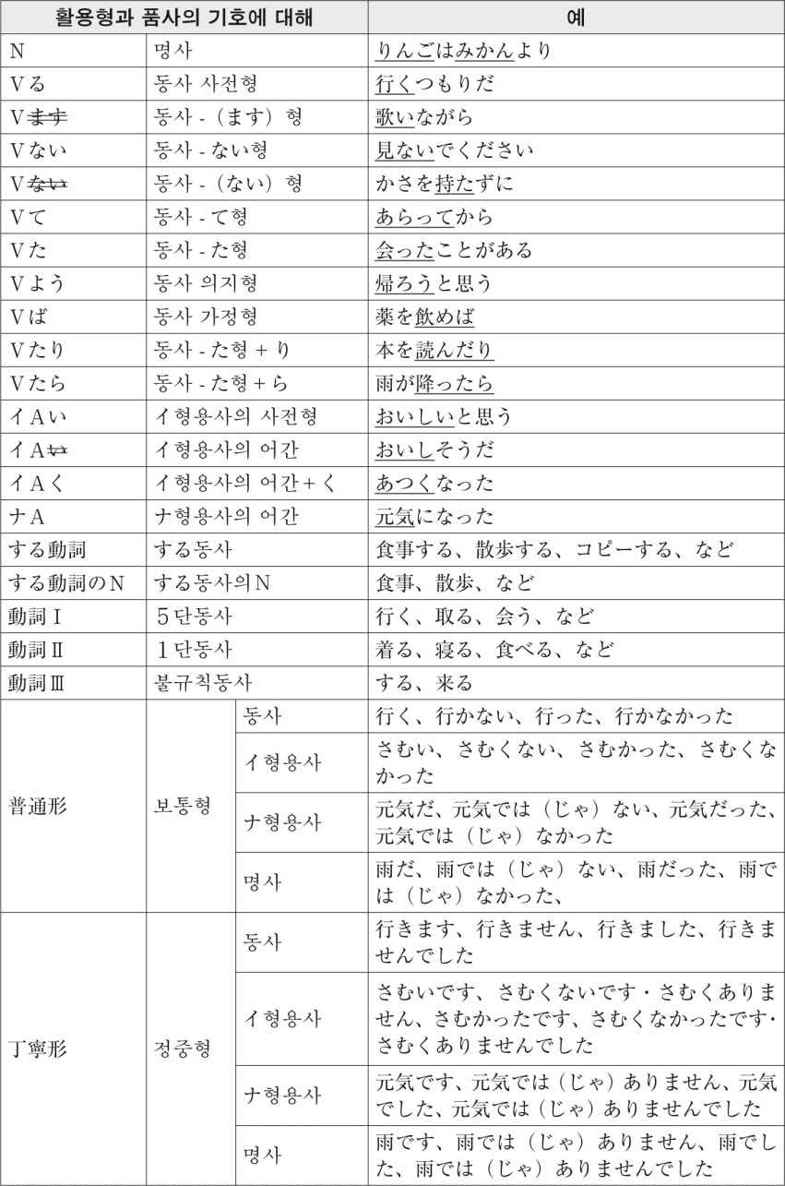 활용형과 품사의 기호에 대해 예
N 명사 りんごはみかんより
Vる 동사 사전형 行くつもりだ
Vます 동사 -（ます）형 歌いながら
Vない 동사 - ない형 見ないでください
Vない 동사 -（ない）형 かさを持たずに
Vて 동사 - て형 あらってから
Vた 동사 - た형 会ったことがある
Vよう 동사 의지형 帰ろうと思う
Vば 동사 가정형 薬を飲めば
Vたり 동사 - た형 + り 本を読んだり
Vたら 동사 - た형 + ら 雨が降ったら
イAい イ형용사의 사전형 おいしいと思う
イAい イ형용사의 어간 おいしそうだ
イAく イ형용사의 어간 + く あつくなった
ナA ナ형용사의 어간 元気になった
する動詞 する동사 食事する、散歩する、コピーする、など
する動詞のN する동사의N 食事、散歩、など
動詞Ⅰ 5단동사 行く、取る、会う、など
動詞Ⅱ 1단동사 着る、寝る、食べる、など
動詞Ⅲ 불규칙동사 する、来る
普通形 보통형 동사 行く、行かない、行った、行かなかった
イ형용사 さむい、さむくない、さむかった、さむくな
かった
ナ형용사 元気だ、元気では（じゃ）ない、元気だった、
元気では（じゃ）なかった
명사 雨だ、雨では（じゃ）ない、雨だった、雨で
は（じゃ）なかった、
丁寧形 정중형 동사 行きます、行きません、行きました、行きま
せんでした
イ형용사 さむいです、さむくないです・さむくありま
せん、さむかったです、さむくなかったです・
さむくありませんでした
ナ형용사 元気です、元気では（じゃ）ありません、元気
でした、元気では（じゃ）ありませんでした
명사 雨です、雨では（じゃ）ありません、雨でし
た、雨では（じゃ）ありませんでした